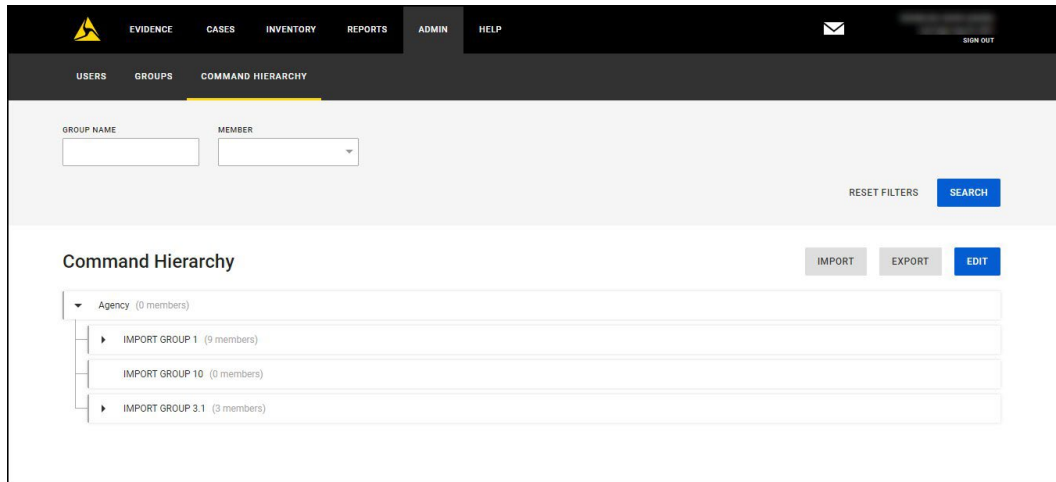 EVIDENCE CASES INVENTORY REPORTS ADMIN HELP
SIGN OUT
USERS GROUPS COMMAND HIERARCHY
GROUP NAME MEMBER
RESET FILTERS SEARCH
Command Hierarchy IMPORT EXPORT EDIT
Agency (0 members)
IMPORT GROUP 1 (9 members)
IMPORT GROUP 10 (0 members)
IMPORT GROUP 3.1 (3 members)